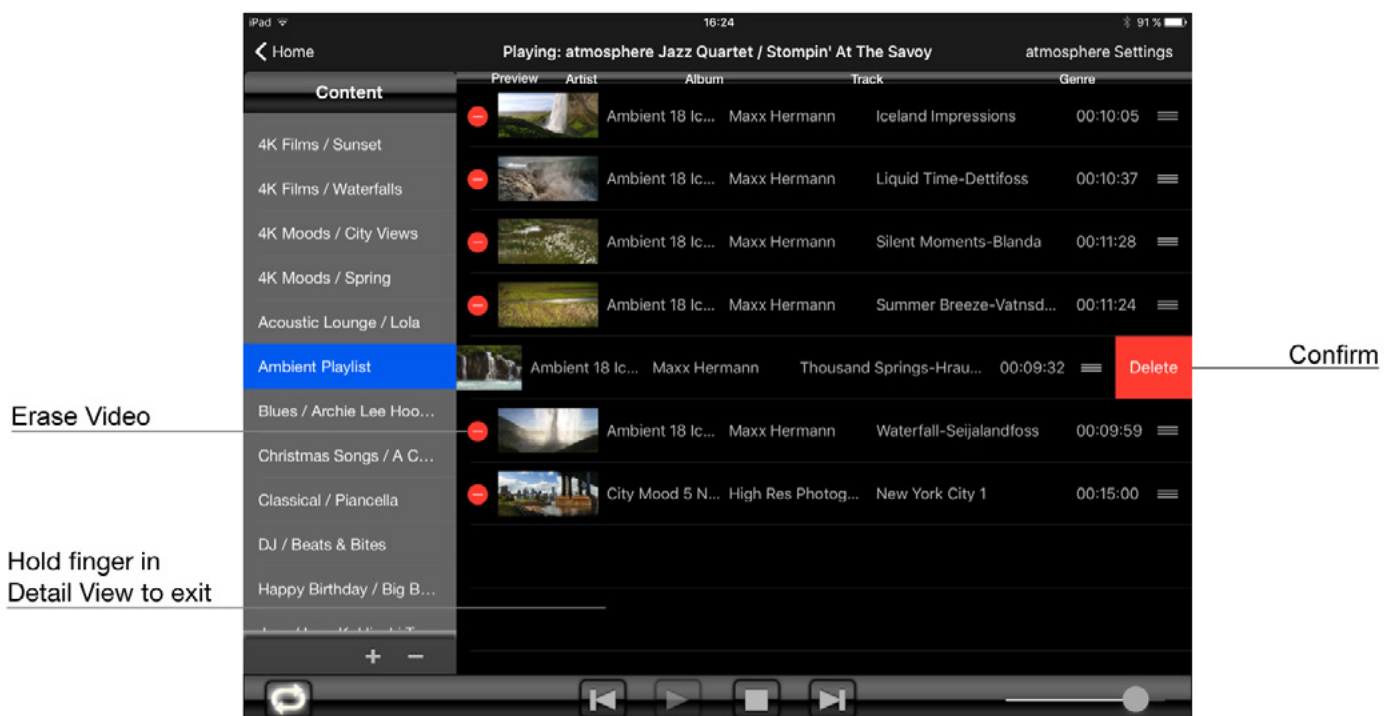 iPad 16:24 91 %
Home Playing: atmosphere Jazz Quartet / Stompin' At The Savoy atmosphere Settings
Content
Preview Artist Album Track Genre
4K Films / Sunset
4K Films / Waterfalls
4K Moods / City Views
4K Moods / Spring
Acoustic Lounge / Lola
Ambient Playlist
Blues / Archie Lee Hoo...
Christmas Songs / A C...
Classical / Piancella
DJ / Beats & Bites
Happy Birthday / Big B...
+ −
Ambient 18 Ic... Maxx Hermann Iceland Impressions 00:10:05
Ambient 18 Ic... Maxx Hermann Liquid Time-Dettifoss 00:10:37
Ambient 18 Ic... Maxx Hermann Silent Moments-Blanda 00:11:28
Ambient 18 Ic... Maxx Hermann Summer Breeze-Vatnsd... 00:11:24
Ambient 18 Ic... Maxx Hermann Thousand Springs-Hrau... 00:09:32 Delete
Ambient 18 Ic... Maxx Hermann Waterfall-Seijalandfoss 00:09:59
City Mood 5 N... High Res Photog... New York City 1 00:15:00
Confirm
Erase Video
Hold finger in
Detail View to exit